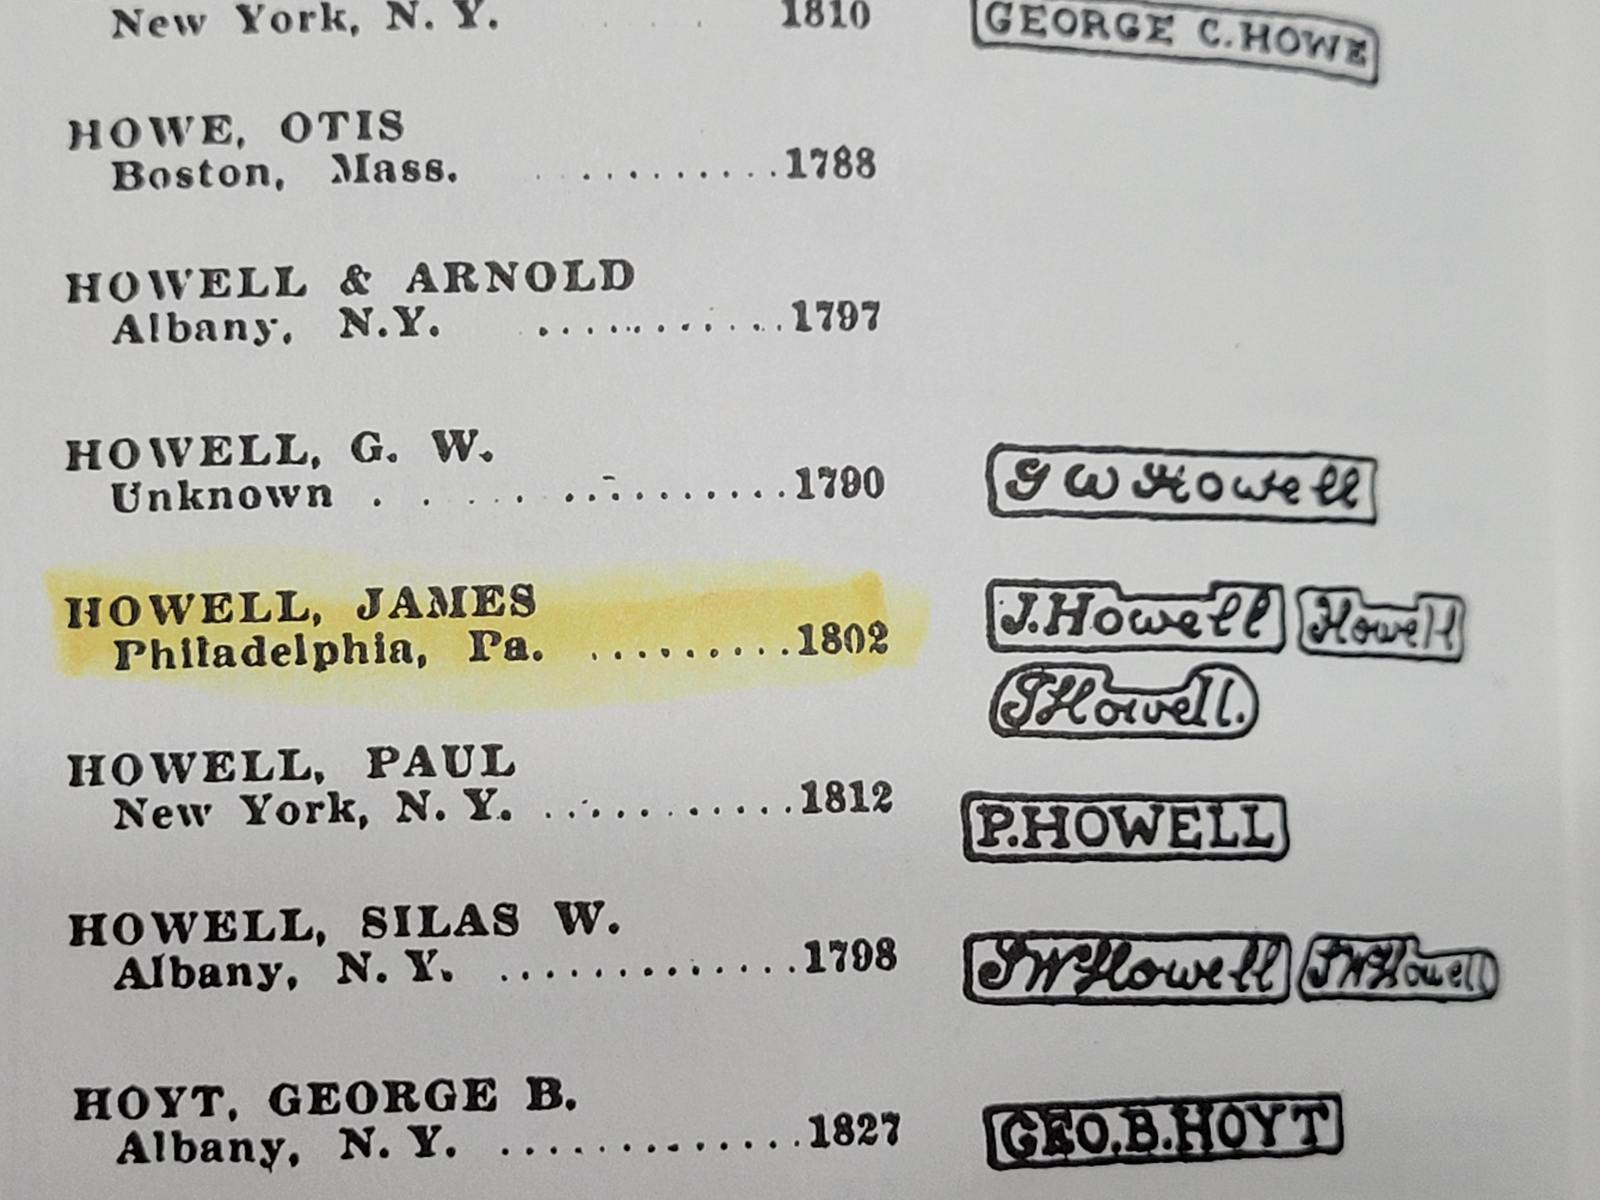 New York, N. Y. . . . 1810 GEORGE C. HOWE
HOWE, OTIS
Boston, Mass. ........... 1788
HOWELL & ARNOLD
Albany, N.Y. ............. 1797
HOWELL, G. W.
Unknown . . . . ............ 1790 G W Howell
HOWELL, JAMES J. Howell Howell
Philadelphia, Pa. .......... 1802
J Howell.
HOWELL, PAUL
New York, N. Y. ........... 1812 P. HOWELL
HOWELL, SILAS W.
Albany, N. Y. ............. 1798 S W Howell S W Howell
HOYT, GEORGE B.
Albany, N. Y. ............. 1827 GEO. B. HOYT